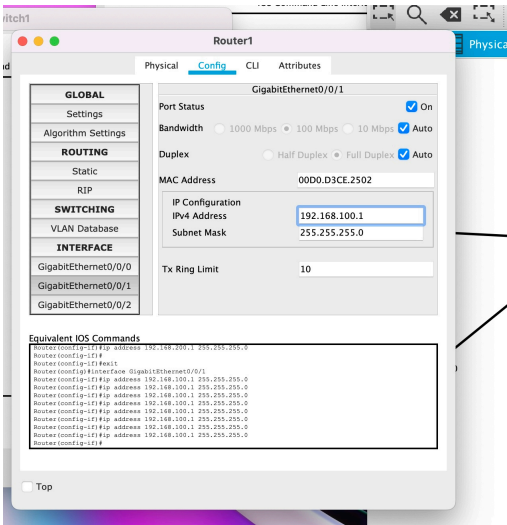 witch1
Router1
Physica
Physical Config CLI Attributes
GLOBAL
Settings
Algorithm Settings
ROUTING
Static
RIP
SWITCHING
VLAN Database
INTERFACE
GigabitEthernet0/0/0
GigabitEthernet0/0/1
GigabitEthernet0/0/2
GigabitEthernet0/0/1
Port Status On
Bandwidth 1000 Mbps 100 Mbps 10 Mbps Auto
Duplex Half Duplex Full Duplex Auto
MAC Address 00D0.D3CE.2502
IP Configuration
IPv4 Address 192.168.100.1
Subnet Mask 255.255.255.0
Tx Ring Limit 10
Equivalent IOS Commands
Router(config-if)#ip address 192.168.200.1 255.255.255.0
Router(config-if)#
Router(config-if)#exit
Router(config)#interface GigabitEthernet0/0/1
Router(config-if)#ip address 192.168.100.1 255.255.255.0
Router(config-if)#ip address 192.168.100.1 255.255.255.0
Router(config-if)#ip address 192.168.100.1 255.255.255.0
Router(config-if)#ip address 192.168.100.1 255.255.255.0
Router(config-if)#ip address 192.168.100.1 255.255.255.0
Router(config-if)#ip address 192.168.100.1 255.255.255.0
Router(config-if)#ip address 192.168.100.1 255.255.255.0
Router(config-if)#ip address 192.168.100.1 255.255.255.0
Router(config-if)#
Top